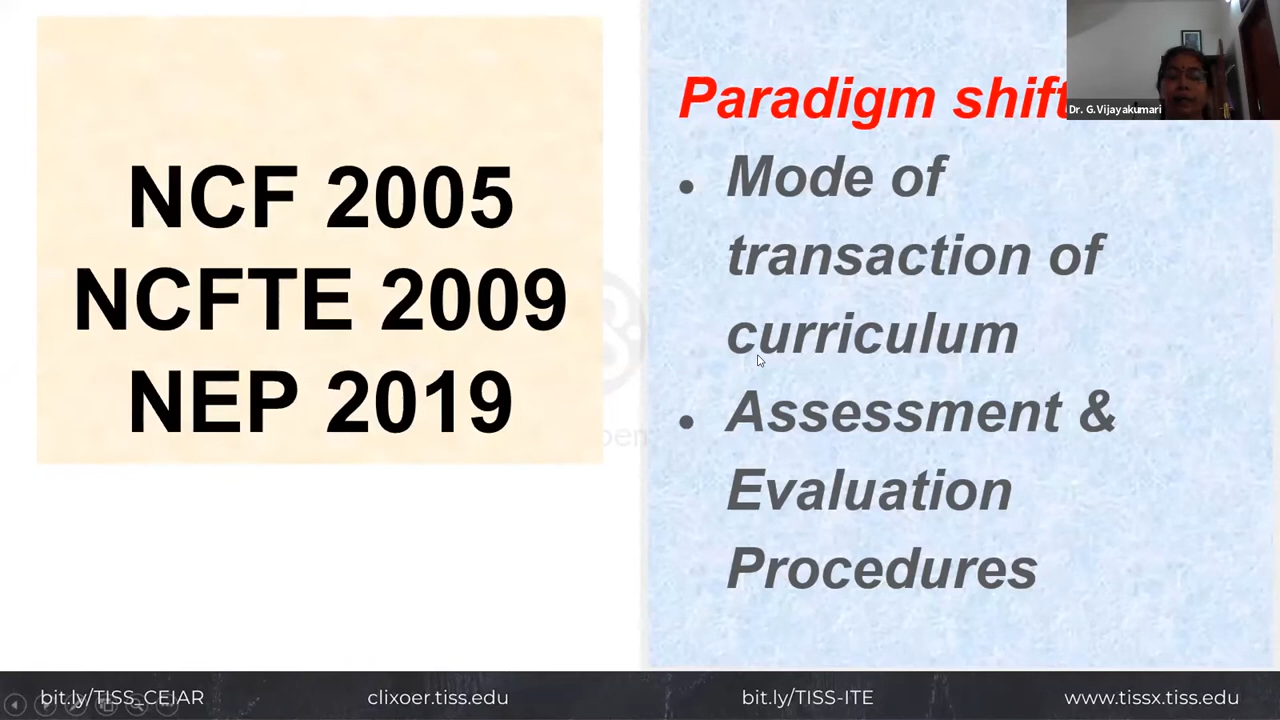 NCF 2005
NCFTE 2009
NEP 2019
Paradigm shift
• Mode of
transaction of
curriculum
• Assessment &
Evaluation
Procedures
Dr. G.Vijayakumari
bit.ly/TISS_CEIAR
clixoer.tiss.edu
bit.ly/TISS-ITE
www.tissx.tiss.edu